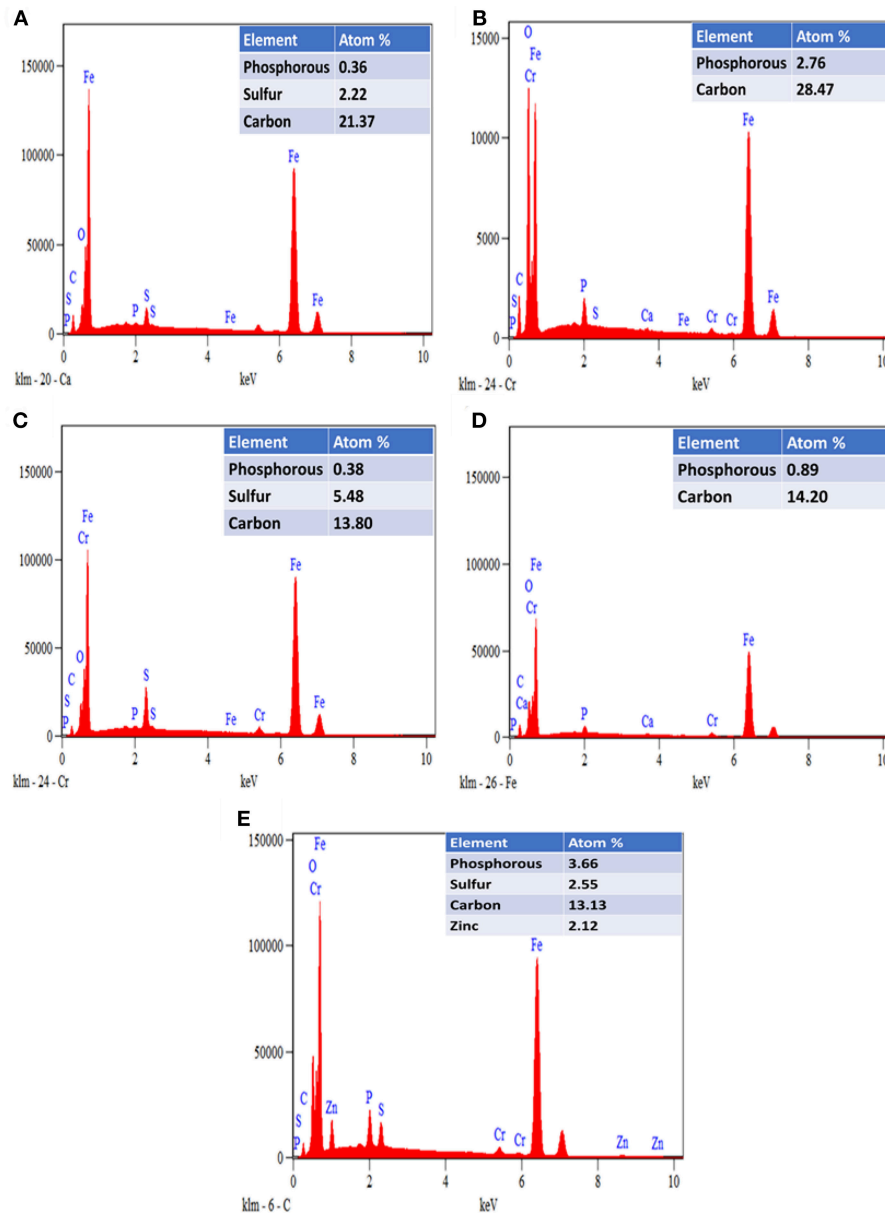 A
Element Atom %
Phosphorous 0.36
Sulfur 2.22
Carbon 21.37
150000
100000
50000
0
Fe
O
C
S
P
P
S
S
Fe
Fe
Fe
0 2 4 6 8 10
klm - 20 - Ca keV
B
Element Atom %
Phosphorous 2.76
Carbon 28.47
15000
10000
5000
0
O
Fe
Cr
C
S
P
P
S
Ca
Fe
Cr
Cr
Fe
Fe
0 2 4 6 8 10
klm - 24 - Cr keV
C
Element Atom %
Phosphorous 0.38
Sulfur 5.48
Carbon 13.80
150000
100000
50000
0
Fe
Cr
O
C
S
P
P
S
S
Fe
Cr
Fe
Fe
0 2 4 6 8 10
klm - 24 - Cr keV
D
Element Atom %
Phosphorous 0.89
Carbon 14.20
150000
100000
50000
0
Fe
O
Cr
C
Ca
P
P
Ca
Cr
Fe
0 2 4 6 8 10
klm - 26 - Fe keV
E
Element Atom %
Phosphorous 3.66
Sulfur 2.55
Carbon 13.13
Zinc 2.12
150000
100000
50000
0
Fe
O
Cr
C
S
P
Zn
P
S
Cr
Cr
Fe
Zn
Zn
0 2 4 6 8 10
klm - 6 - C keV